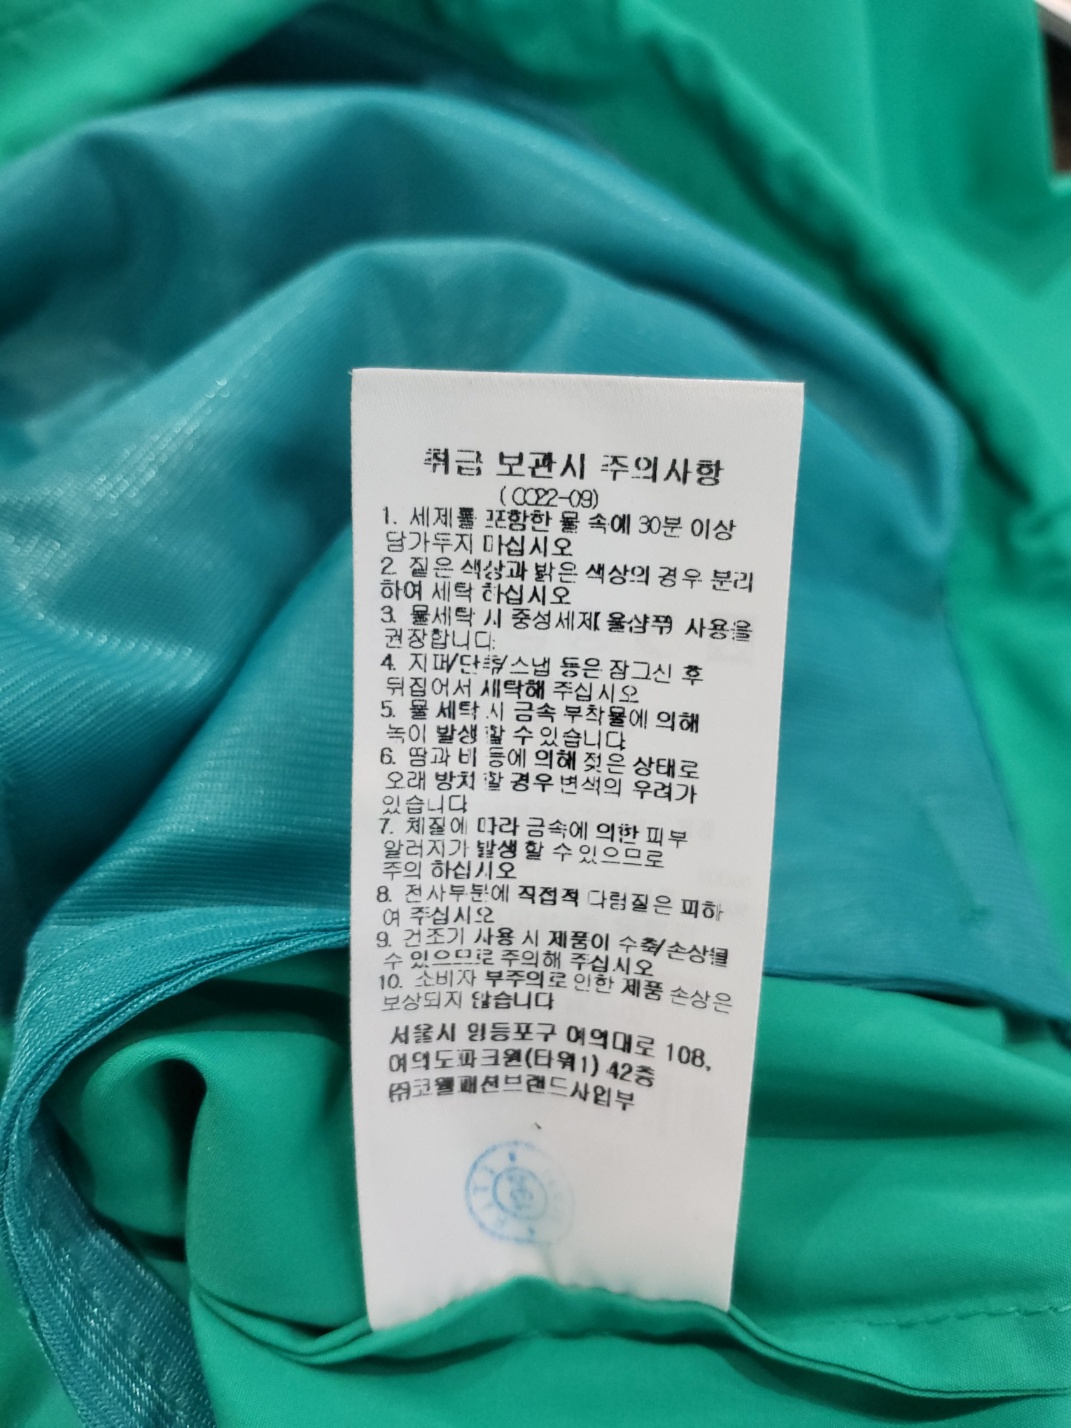 취급 보관시 주의사항
(CC22-09)
1. 세제를 포함한 물 속에 30분 이상
담가두지 마십시오
2. 짙은 색상과 밝은 색상의 경우 분리
하여 세탁 하십시오
3. 물세탁 시 중성세제(울샴푸) 사용을
권장합니다.
4. 지퍼/단추/스냅 등은 잠그신 후
뒤집어서 세탁해 주십시오
5. 물 세탁 시 금속 부착물에 의해
녹이 발생 할 수 있습니다
6. 땀과 비 등에 의해 젖은 상태로
오래 방치 할 경우 변색의 우려가
있습니다
7. 체질에 따라 금속에 의한 피부
알러지가 발생 할 수 있으므로
주의 하십시오
8. 전사부분에 직접적 다림질은 피하
여 주십시오
9. 건조기 사용 시 제품이 수축/손상될
수 있으므로 주의해 주십시오
10. 소비자 부주의로 인한 제품 손상은
보상되지 않습니다
서울시 영등포구 여의대로 108,
여의도파크원(타워1) 42층
㈜코웰패션브랜드사업부
FITI